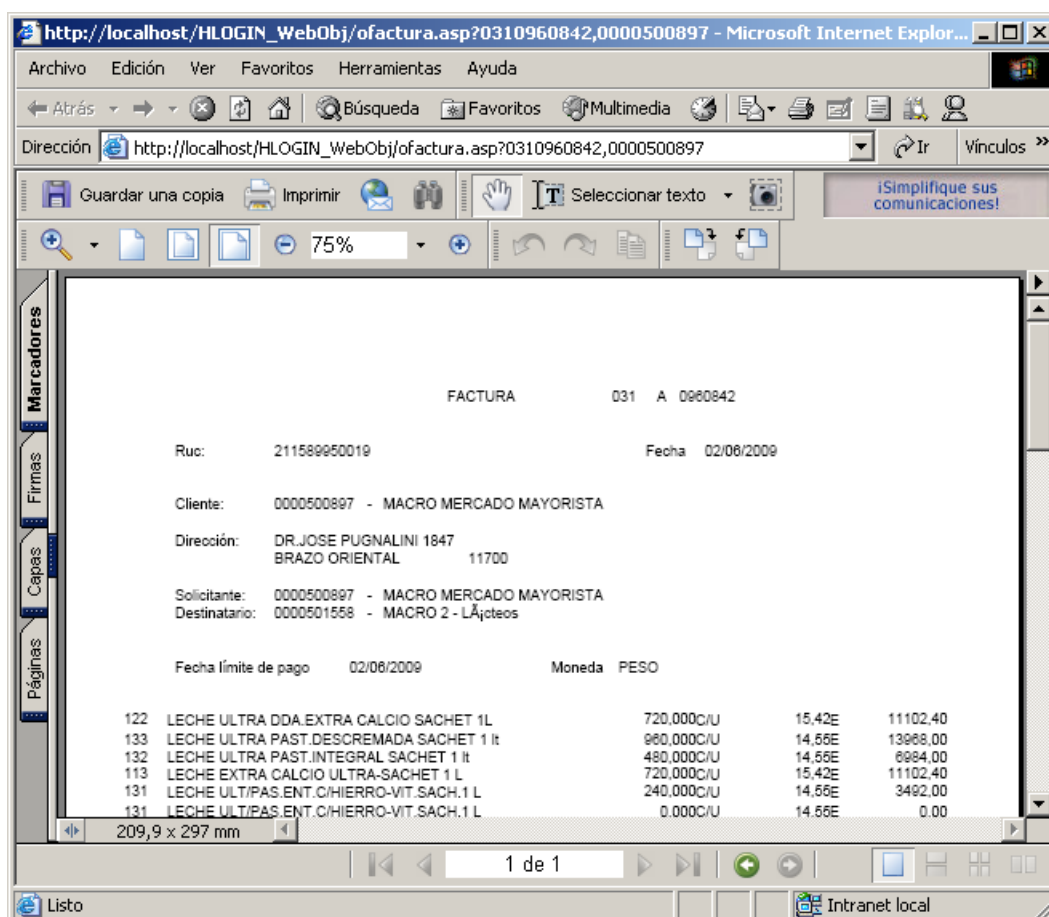 http://localhost/HLOGIN_WebObj/ofactura.asp?0310960842,0000500897 - Microsoft Internet Explor...
Archivo Edición Ver Favoritos Herramientas Ayuda
Atrás Búsqueda Favoritos Multimedia
Dirección http://localhost/HLOGIN_WebObj/ofactura.asp?0310960842,0000500897 Ir Vínculos »
Guardar una copia Imprimir Seleccionar texto ¡Simplifique sus
comunicaciones!
75%
Marcadores
Firmas
Capas
Páginas
FACTURA 031 A 0960842
Ruc: 211589950019 Fecha 02/06/2009
Cliente: 0000500897 - MACRO MERCADO MAYORISTA
Dirección: DR.JOSE PUGNALINI 1847
BRAZO ORIENTAL 11700
Solicitante: 0000500897 - MACRO MERCADO MAYORISTA
Destinatario: 0000501558 - MACRO 2 - LÃ¡cteos
Fecha límite de pago 02/06/2009 Moneda PESO
122 LECHE ULTRA DDA.EXTRA CALCIO SACHET 1L 720,000C/U 15,42E 11102,40
133 LECHE ULTRA PAST.DESCREMADA SACHET 1 lt 960,000C/U 14,55E 13968,00
132 LECHE ULTRA PAST.INTEGRAL SACHET 1 lt 480,000C/U 14,55E 6984,00
113 LECHE EXTRA CALCIO ULTRA-SACHET 1 L 720,000C/U 15,42E 11102,40
131 LECHE ULT/PAS.ENT.C/HIERRO-VIT.SACH.1 L 240,000C/U 14,55E 3492,00
131 LECHE ULT/PAS.ENT.C/HIERRO-VIT.SACH.1 L 0,000C/U 14,55E 0,00
209,9 x 297 mm
1 de 1
Listo Intranet local